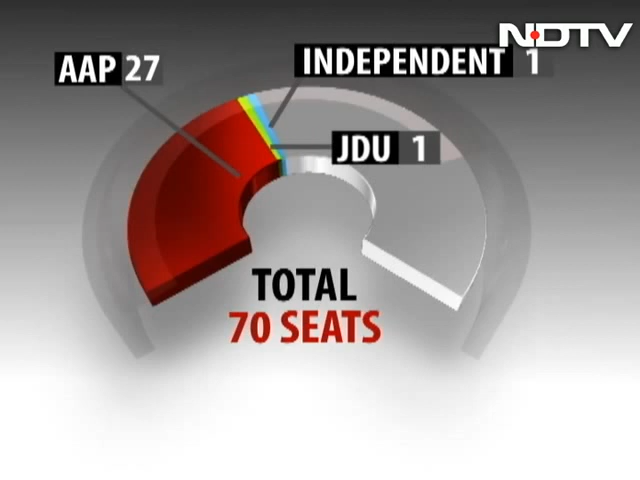 NDTV
INDEPENDENT 1
AAP 27
JDU 1
TOTAL
70 SEATS